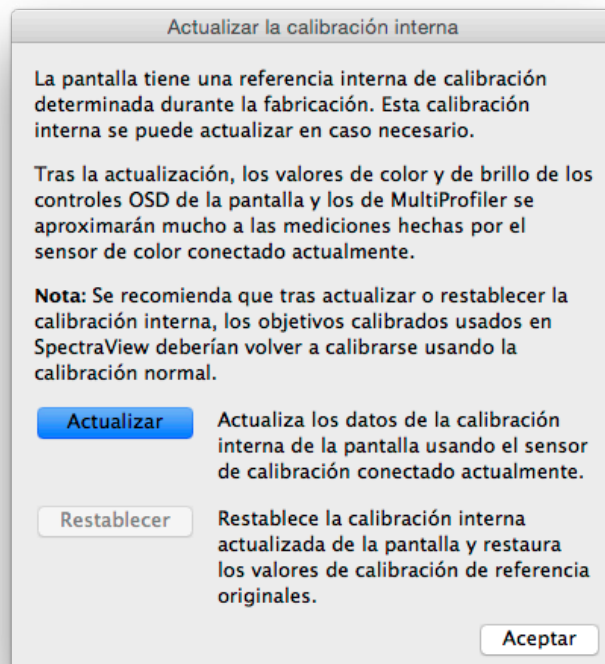 Actualizar la calibración interna
La pantalla tiene una referencia interna de calibración
determinada durante la fabricación. Esta calibración
interna se puede actualizar en caso necesario.
Tras la actualización, los valores de color y de brillo de los
controles OSD de la pantalla y los de MultiProfiler se
aproximarán mucho a las mediciones hechas por el
sensor de color conectado actualmente.
Nota: Se recomienda que tras actualizar o restablecer la
calibración interna, los objetivos calibrados usados en
SpectraView deberían volver a calibrarse usando la
calibración normal.
Actualizar
Actualiza los datos de la calibración
interna de la pantalla usando el sensor
de calibración conectado actualmente.
Restablecer
Restablece la calibración interna
actualizada de la pantalla y restaura
los valores de calibración de referencia
originales.
Aceptar